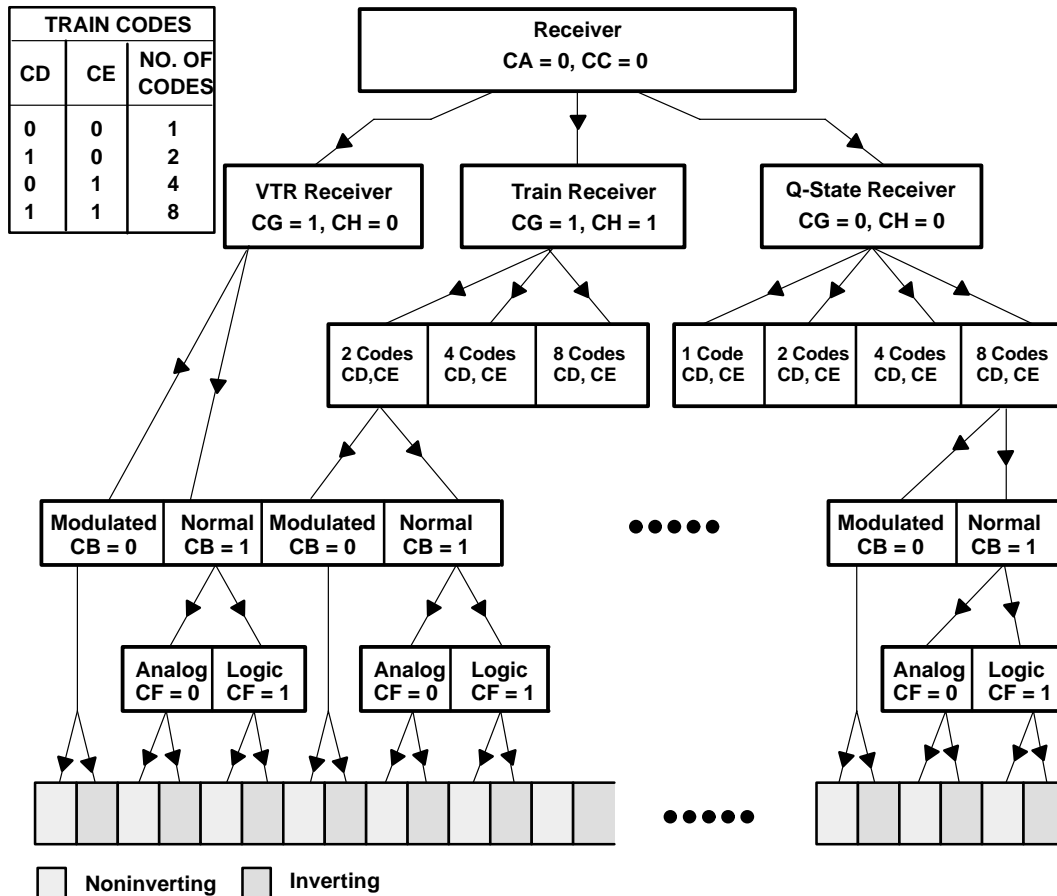 TRAIN CODES
CD CE NO. OF CODES
0 0 1
1 0 2
0 1 4
1 1 8
Receiver
CA = 0, CC = 0
VTR Receiver
CG = 1, CH = 0
Train Receiver
CG = 1, CH = 1
Q-State Receiver
CG = 0, CH = 0
2 Codes
CD,CE
4 Codes
CD, CE
8 Codes
CD, CE
1 Code
CD, CE
2 Codes
CD, CE
4 Codes
CD, CE
8 Codes
CD, CE
Modulated
CB = 0
Normal
CB = 1
Modulated
CB = 0
Normal
CB = 1
Modulated
CB = 0
Normal
CB = 1
Analog
CF = 0
Logic
CF = 1
Analog
CF = 0
Logic
CF = 1
Analog
CF = 0
Logic
CF = 1
Noninverting
Inverting